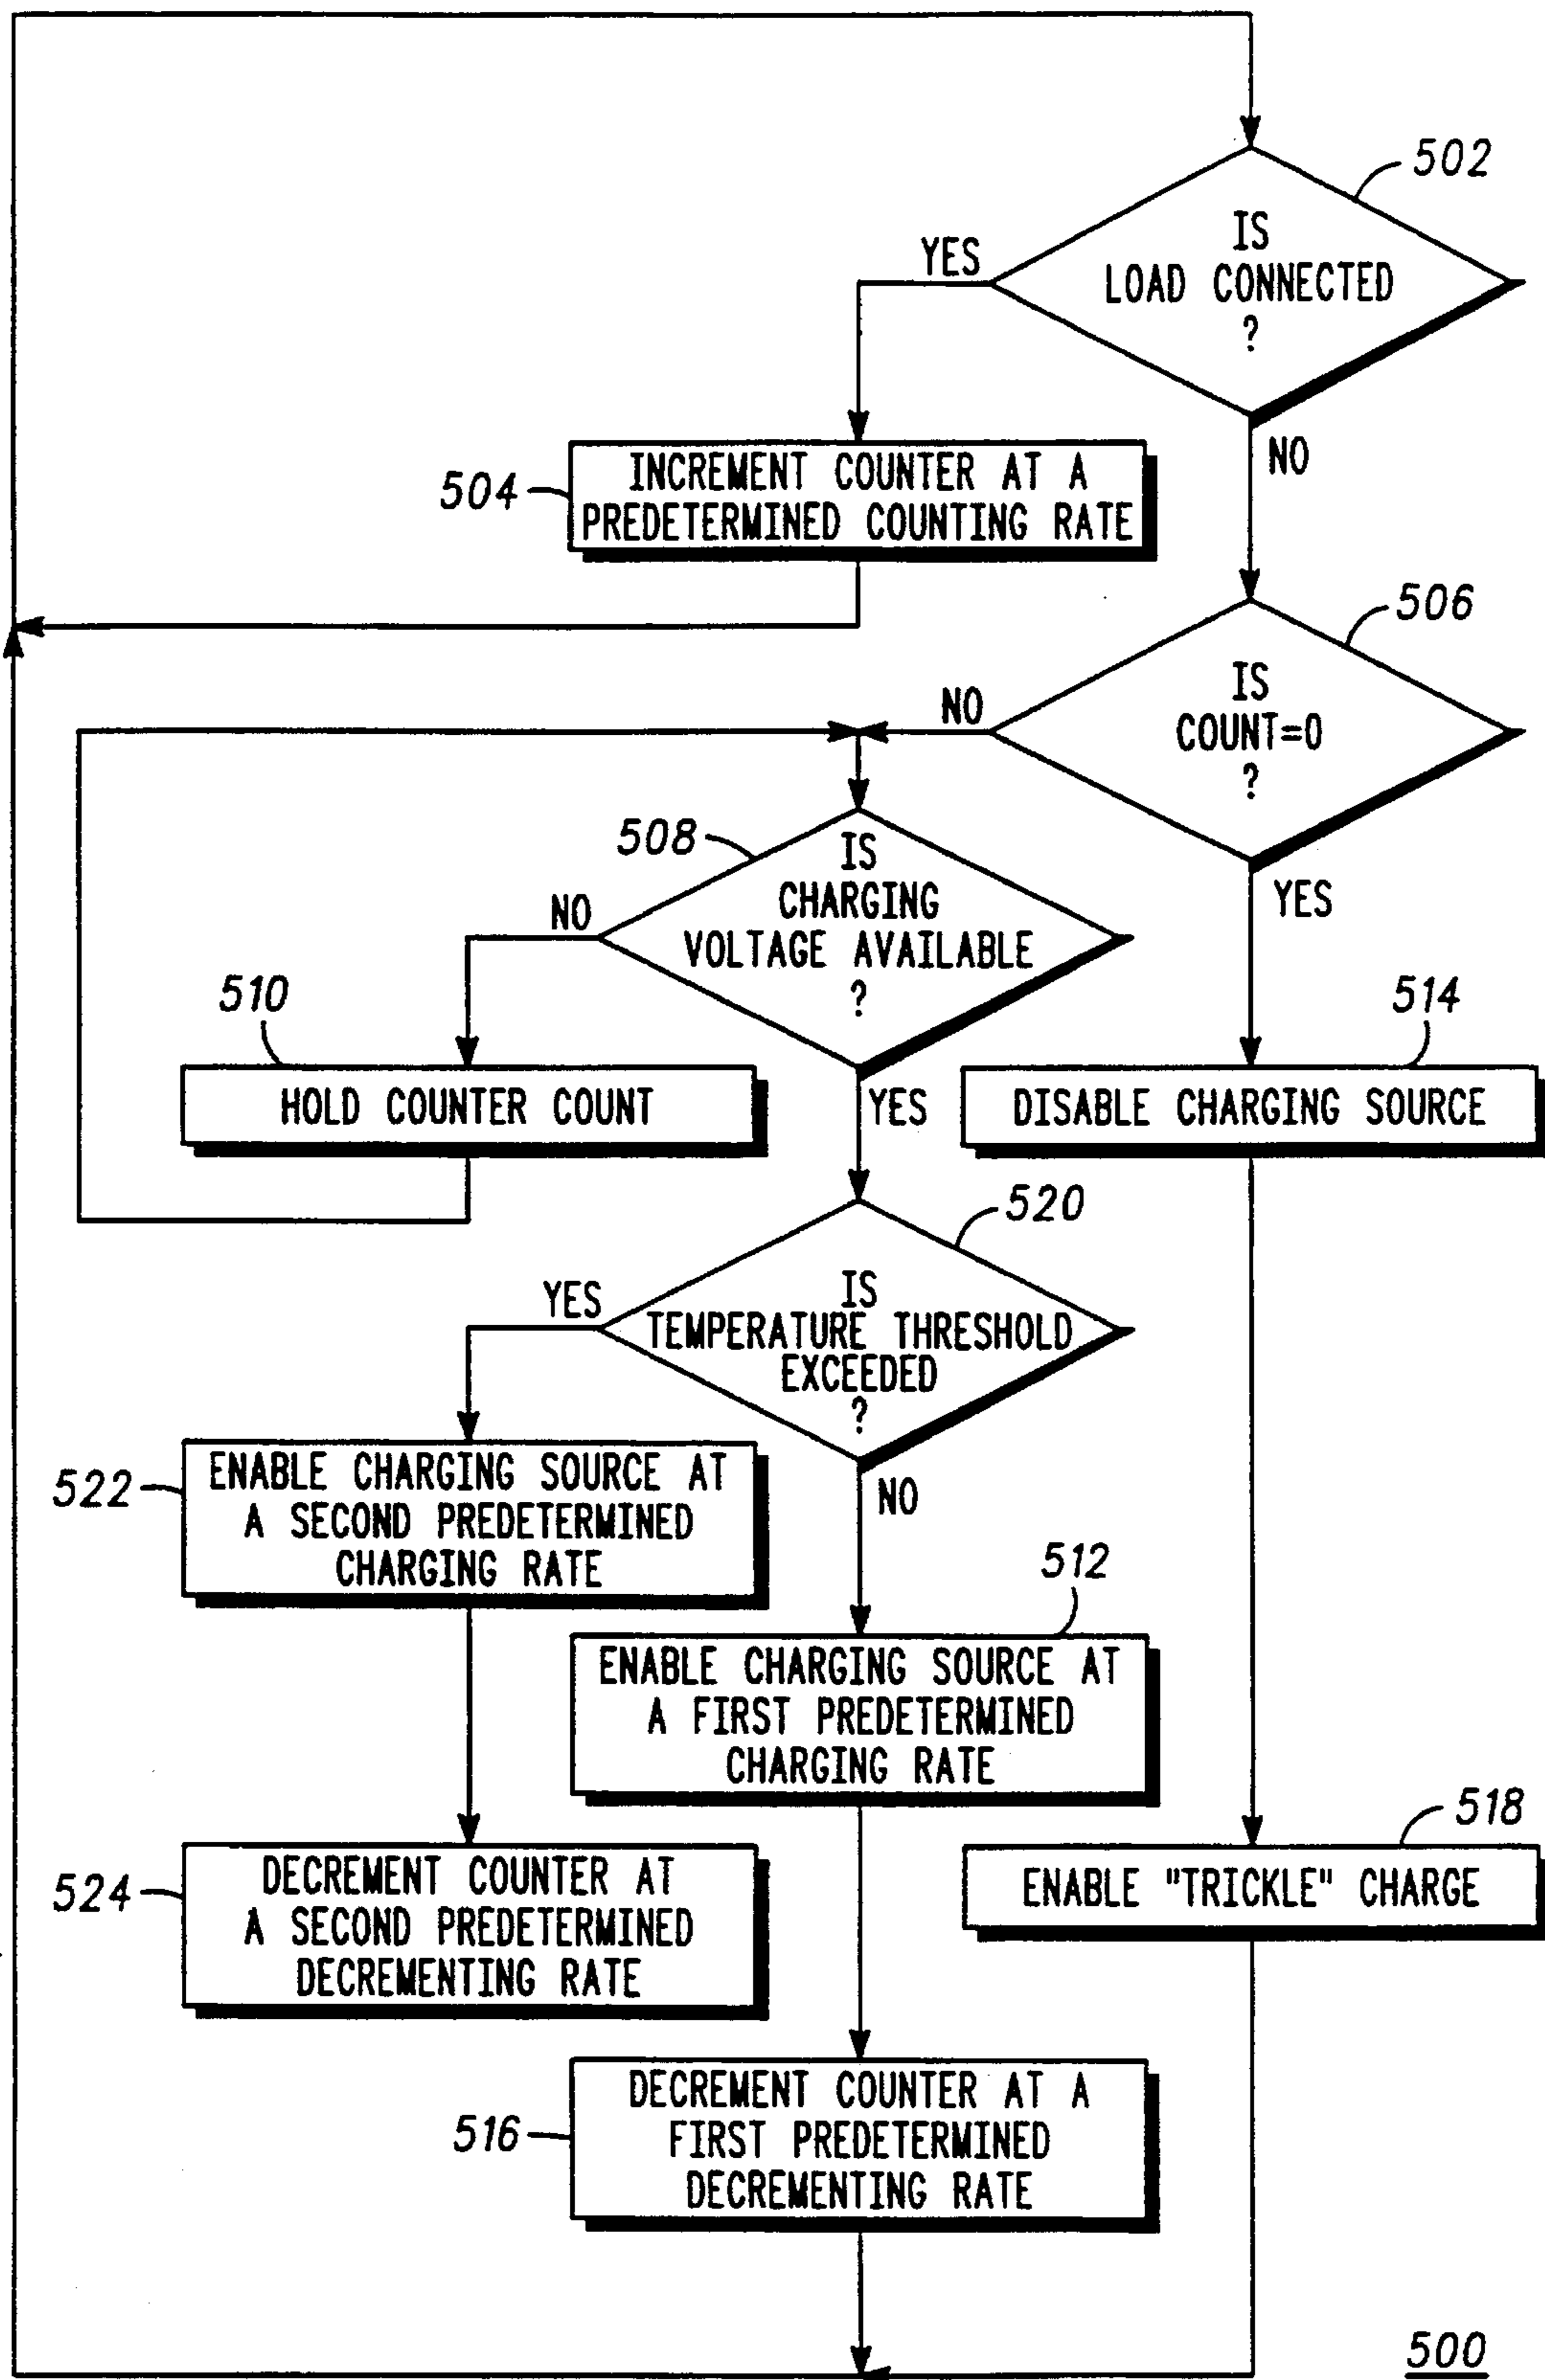 502
IS
LOAD CONNECTED
?
YES
NO
504
INCREMENT COUNTER AT A
PREDETERMINED COUNTING RATE
506
IS
COUNT=0
?
NO
YES
508
IS
CHARGING
VOLTAGE AVAILABLE
?
NO
YES
510
HOLD COUNTER COUNT
514
DISABLE CHARGING SOURCE
520
IS
TEMPERATURE THRESHOLD
EXCEEDED
?
YES
NO
522
ENABLE CHARGING SOURCE AT
A SECOND PREDETERMINED
CHARGING RATE
512
ENABLE CHARGING SOURCE AT
A FIRST PREDETERMINED
CHARGING RATE
518
ENABLE "TRICKLE" CHARGE
524
DECREMENT COUNTER AT
A SECOND PREDETERMINED
DECREMENTING RATE
516
DECREMENT COUNTER AT A
FIRST PREDETERMINED
DECREMENTING RATE
500